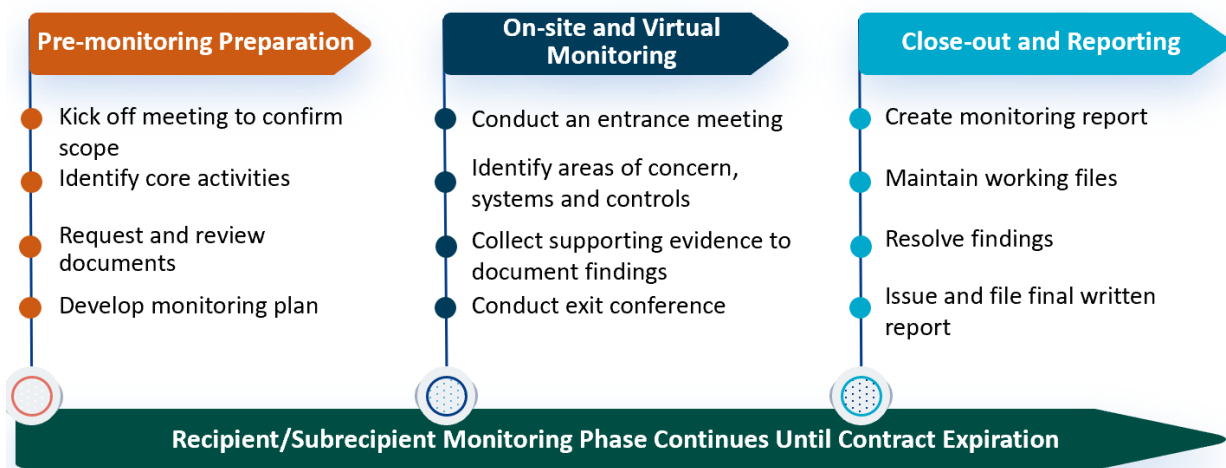 Pre-monitoring Preparation
Kick off meeting to confirm
scope
Identify core activities
Request and review
documents
Develop monitoring plan
On-site and Virtual
Monitoring
Conduct an entrance meeting
Identify areas of concern,
systems and controls
Collect supporting evidence to
document findings
Conduct exit conference
Close-out and Reporting
Create monitoring report
Maintain working files
Resolve findings
Issue and file final written
report
Recipient/Subrecipient Monitoring Phase Continues Until Contract Expiration